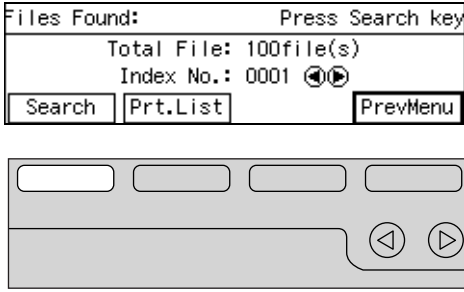 Files Found: Press Search key
Total File: 100file(s)
Index No.: 0001
Search Prt.List PrevMenu